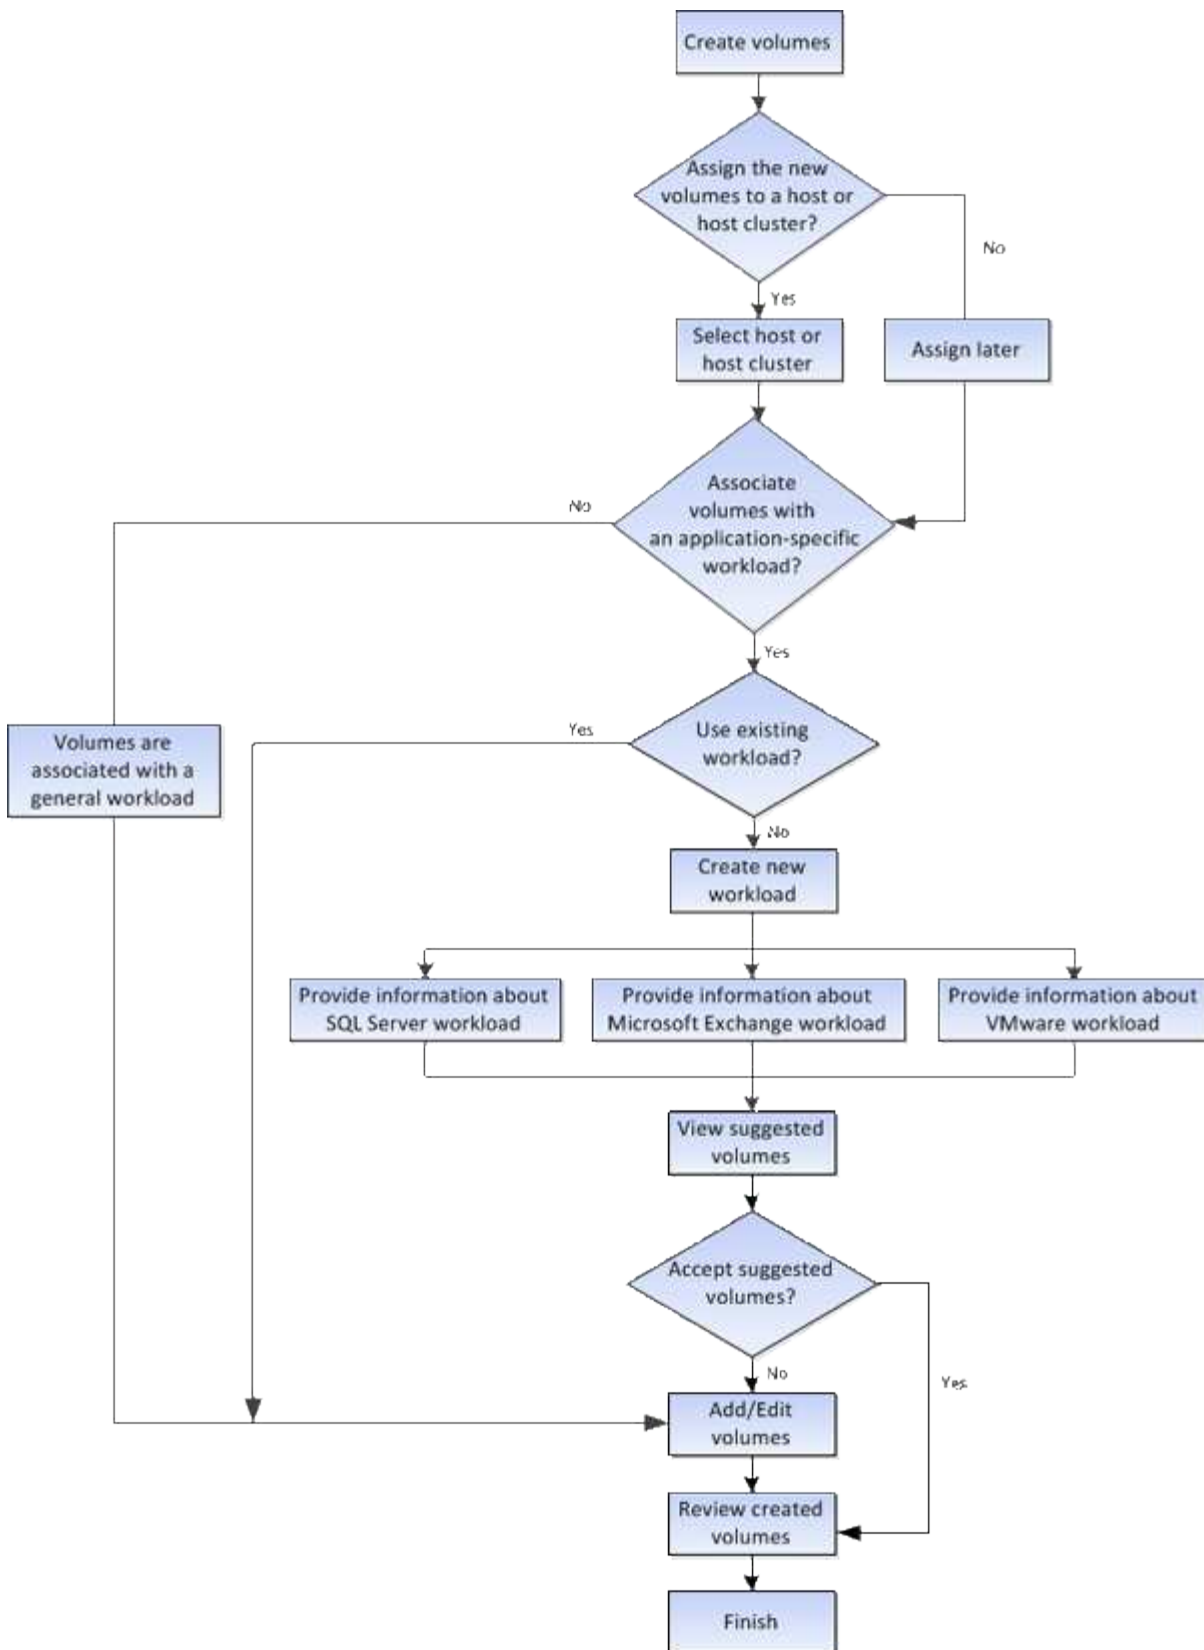 Create volumes
Assign the new
volumes to a host or
host cluster?
No
Yes
Select host or
host cluster
Assign later
Associate
volumes with
an application-specific
workload?
No
Yes
Use existing
workload?
Yes
Volumes are
associated with a
general workload
No
Create new
workload
Provide information about
SQL Server workload
Provide information about
Microsoft Exchange workload
Provide information about
VMware workload
View suggested
volumes
Accept suggested
volumes?
No
Yes
Add/Edit
volumes
Review created
volumes
Finish